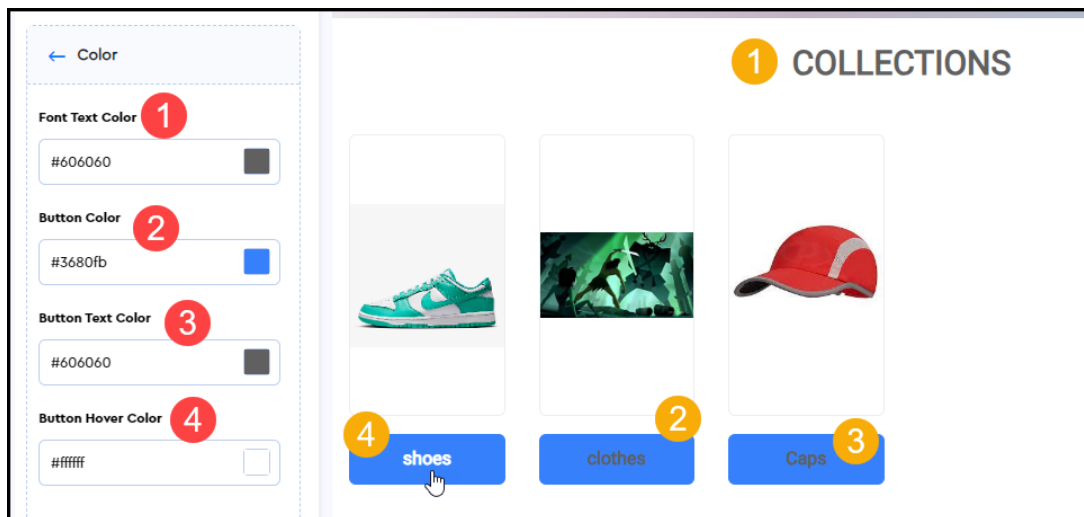 ← Color
Font Text Color 1
#606060
Button Color 2
#3680fb
Button Text Color 3
#606060
Button Hover Color 4
#ffffff
1 COLLECTIONS
4
2
3
shoes
clothes
Caps